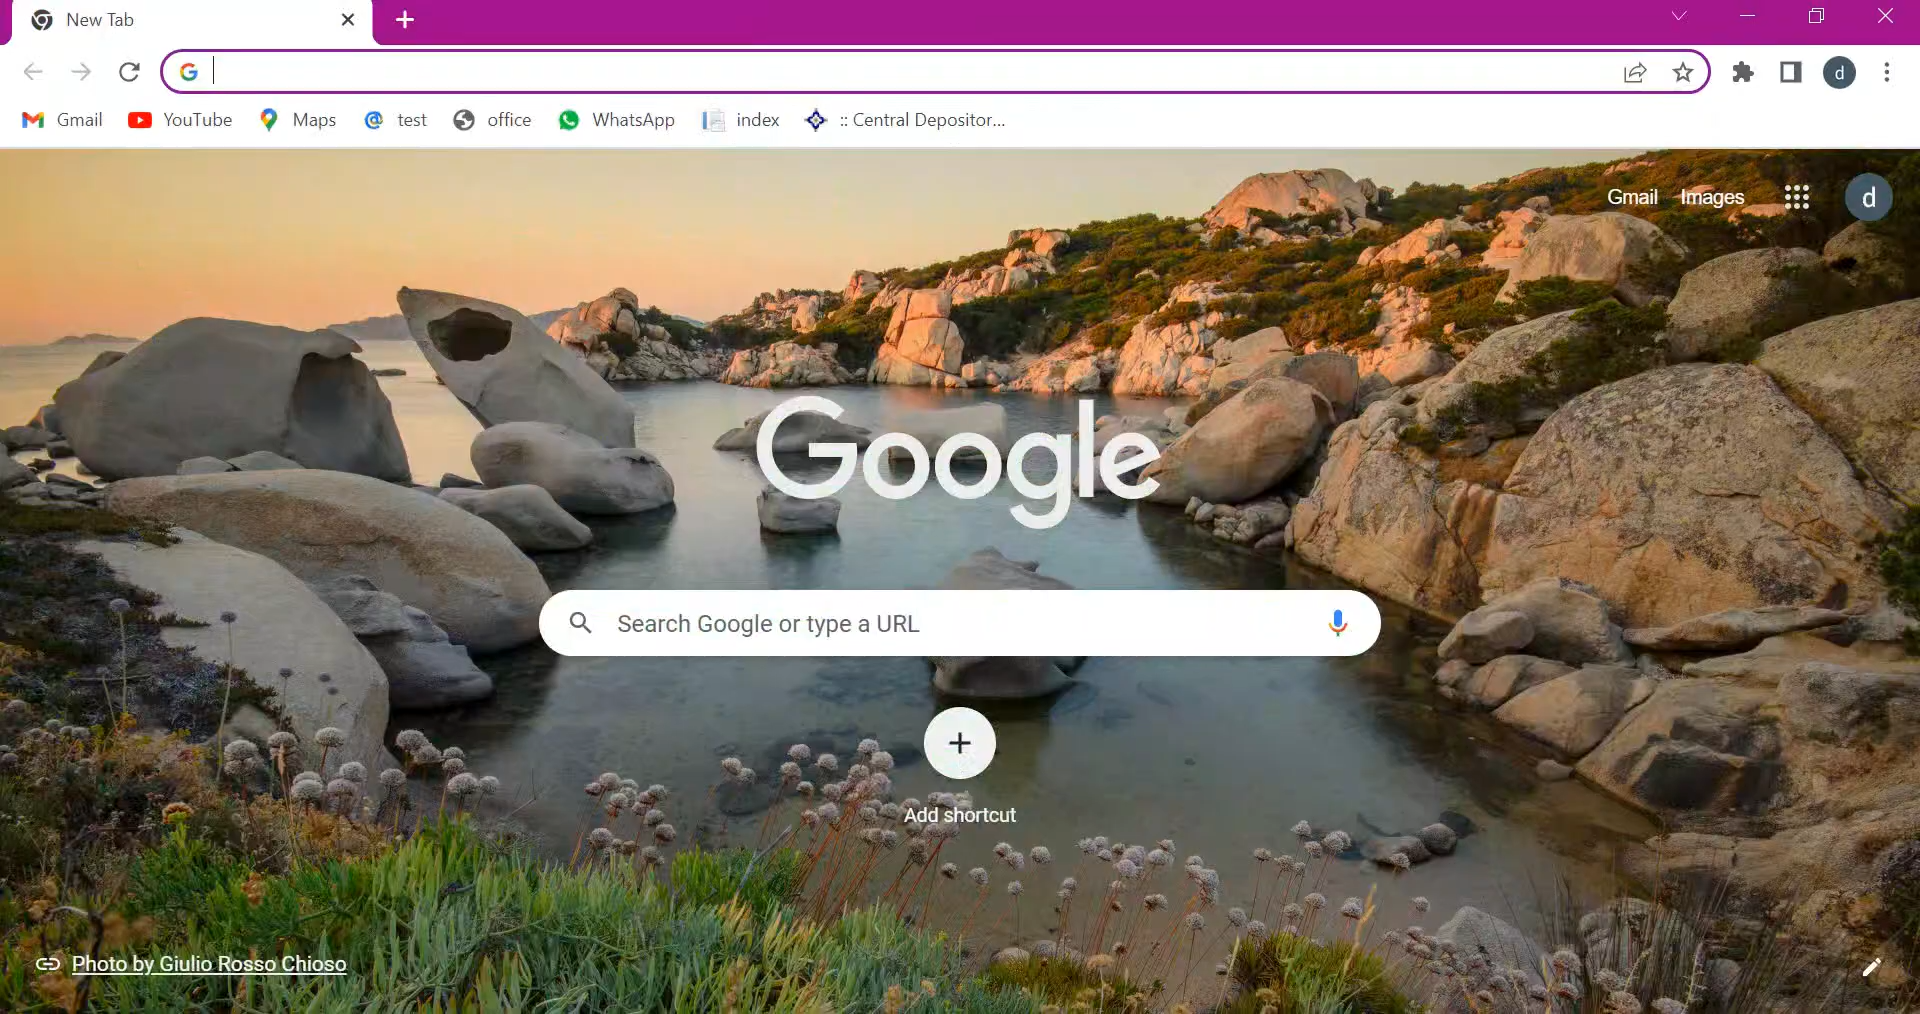 New Tab
Gmail YouTube Maps test office WhatsApp index :: Central Depositor...
d
Gmail Images d
Google
Search Google or type a URL
Add shortcut
Photo by Giulio Rosso Chioso